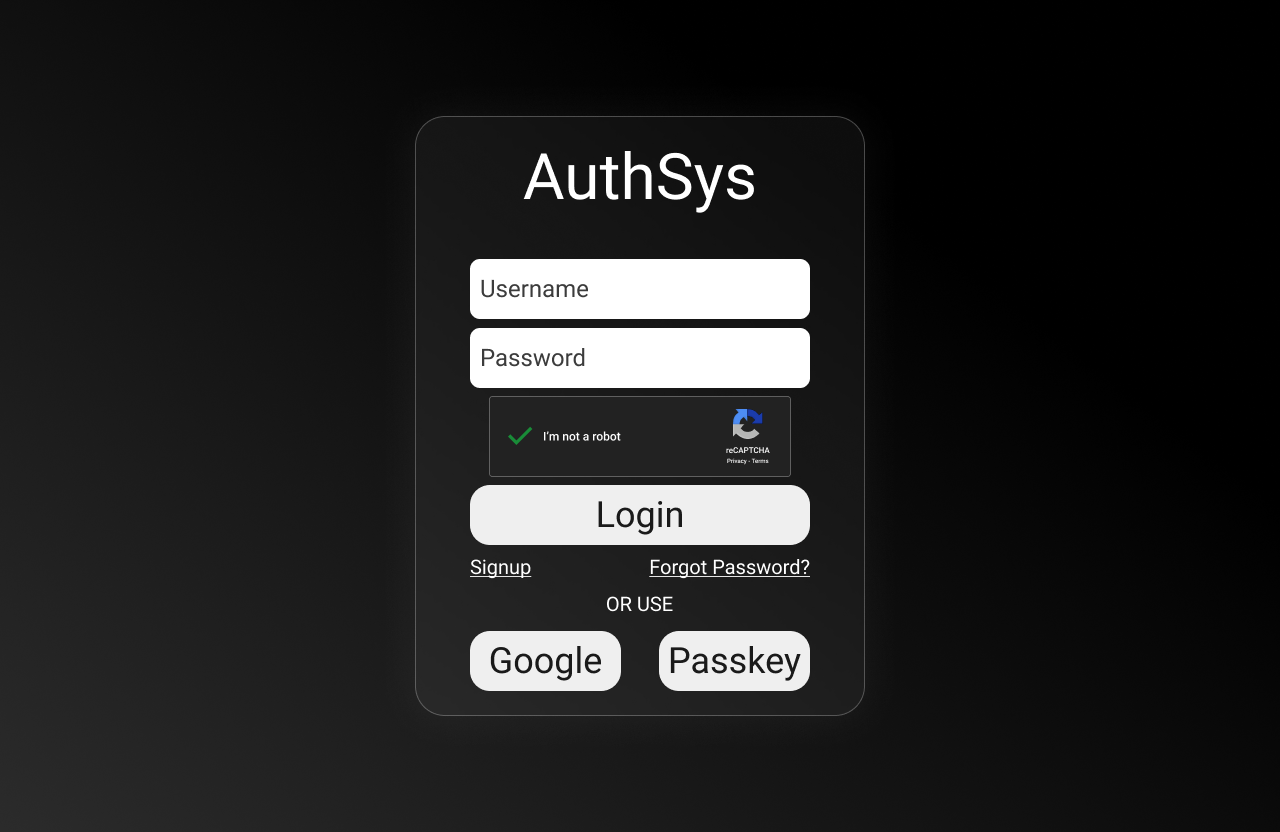 AuthSys
Username
Password
I'm not a robot
reCAPTCHA
Privacy - Terms
Login
Signup Forgot Password?
OR USE
Google Passkey